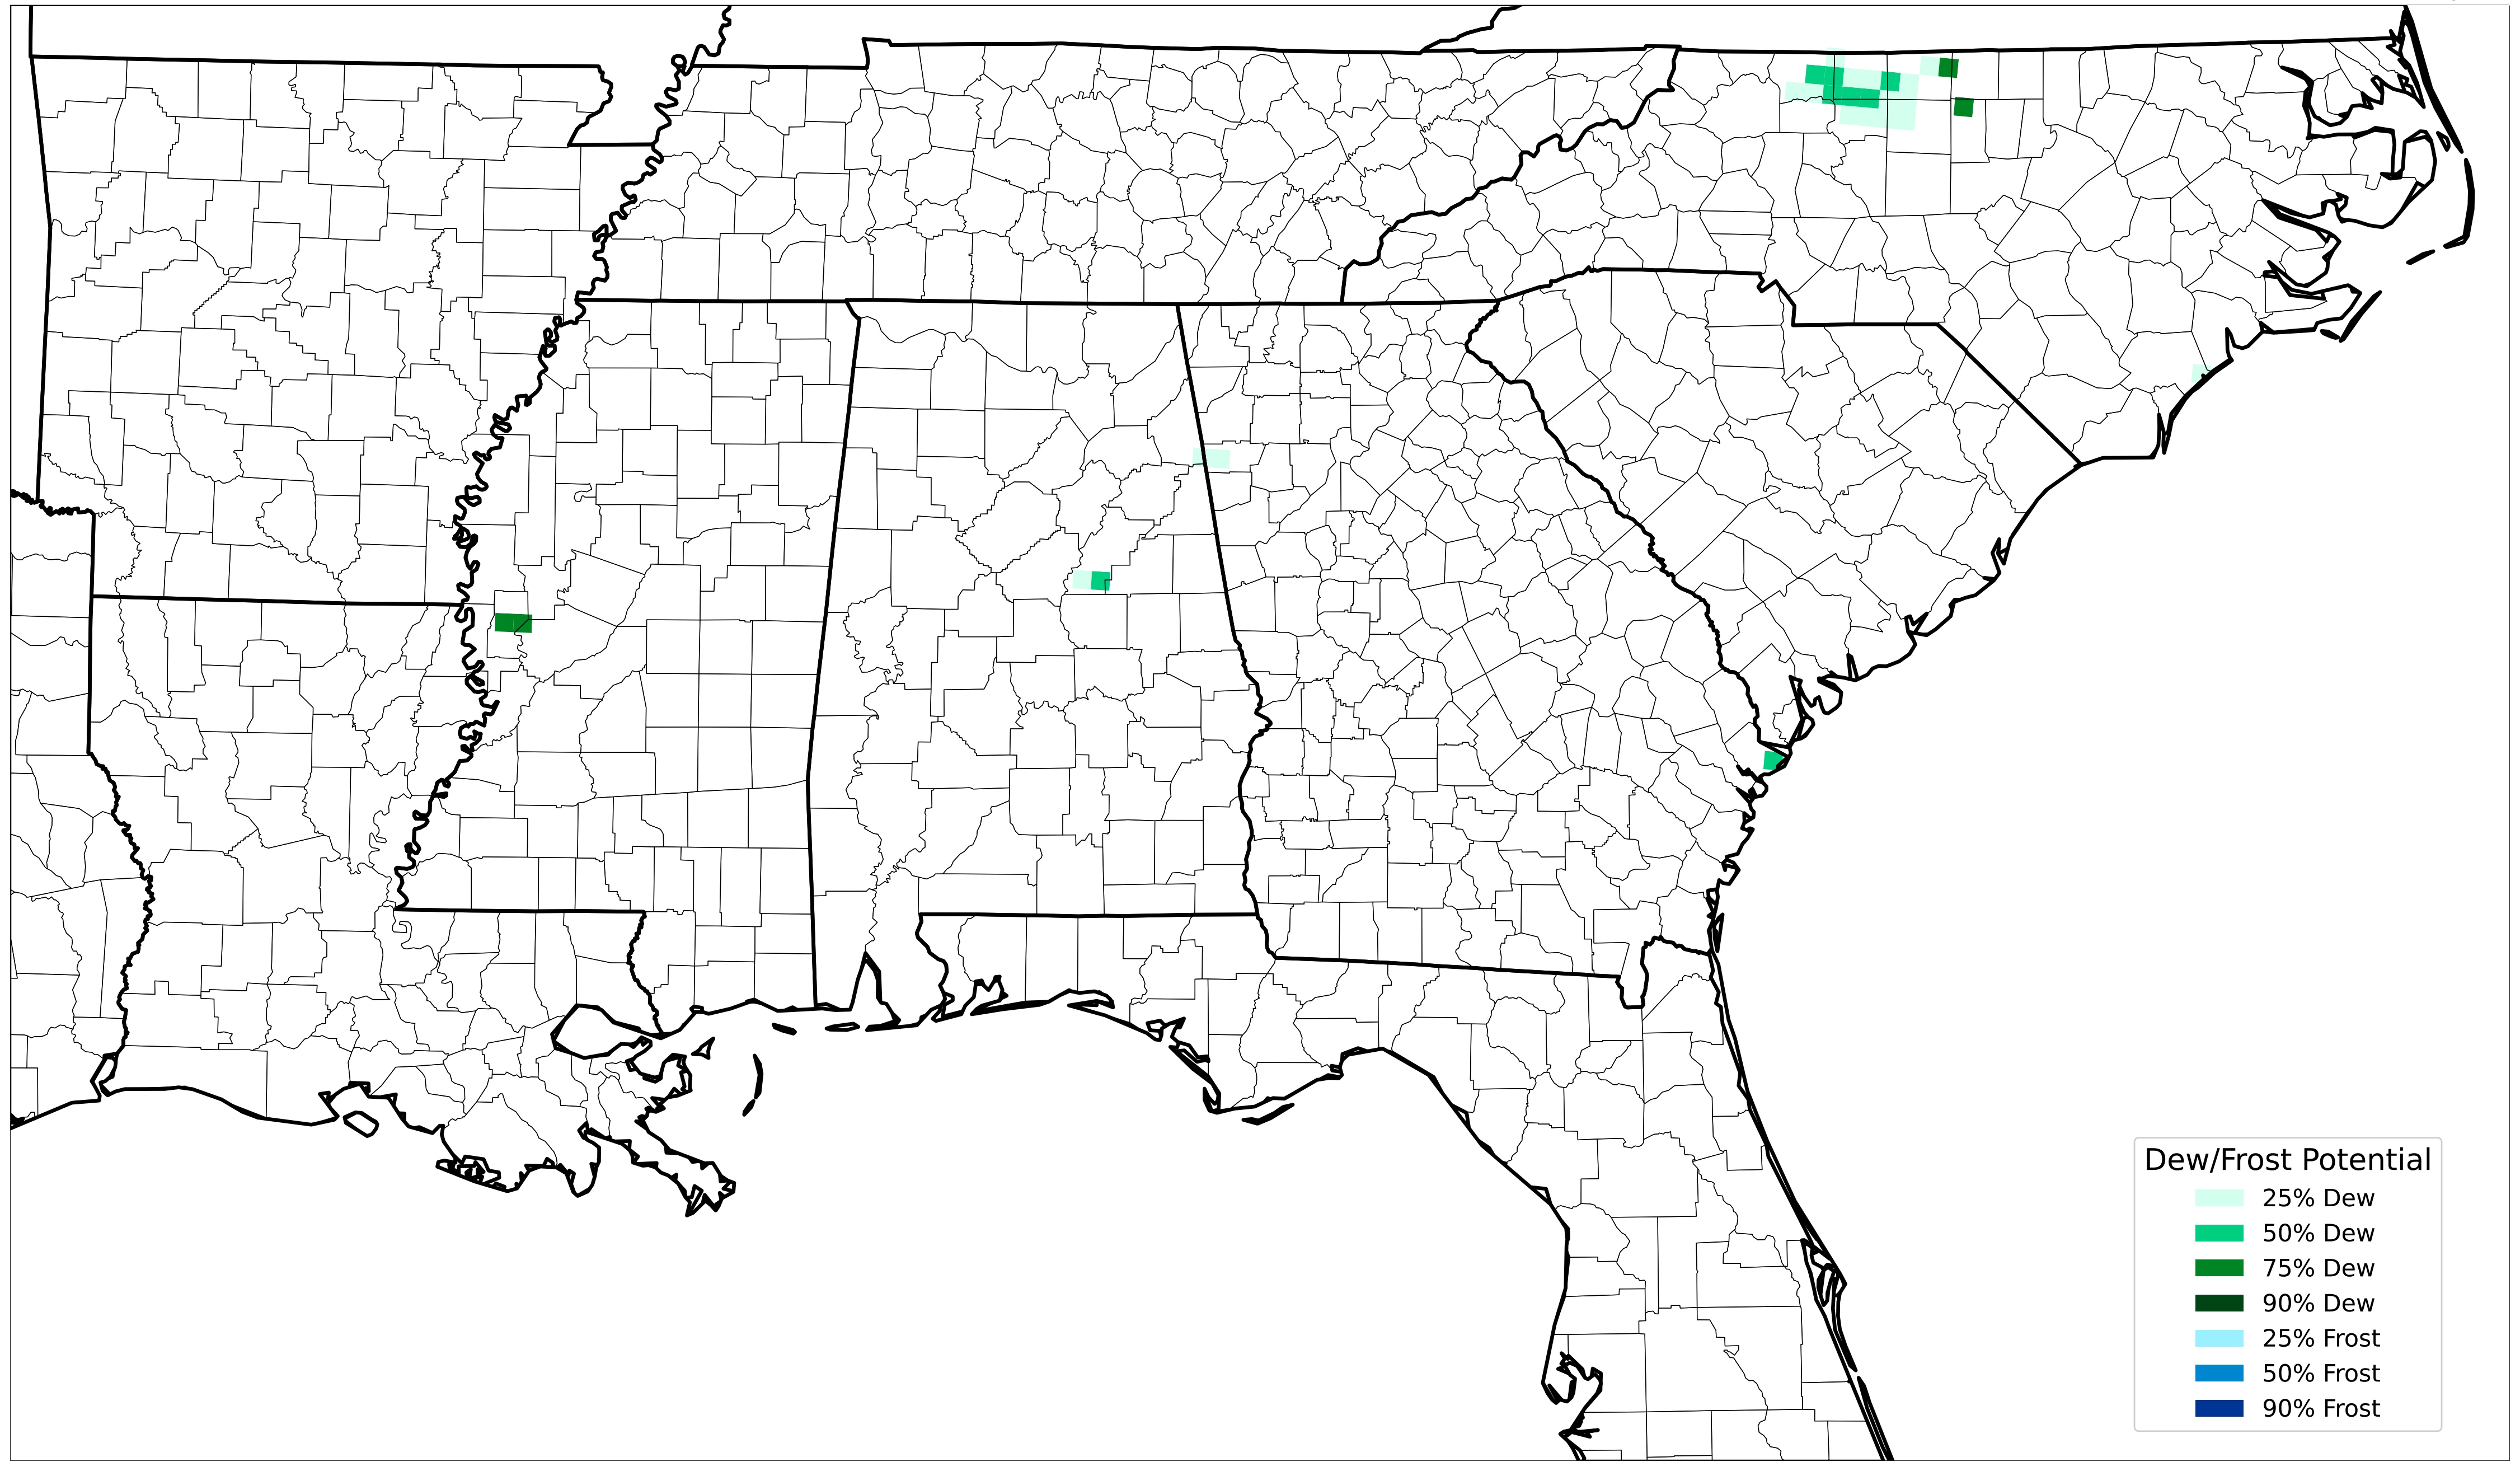 Dew/Frost Potential
25% Dew
50% Dew
75% Dew
90% Dew
25% Frost
50% Frost
90% Frost